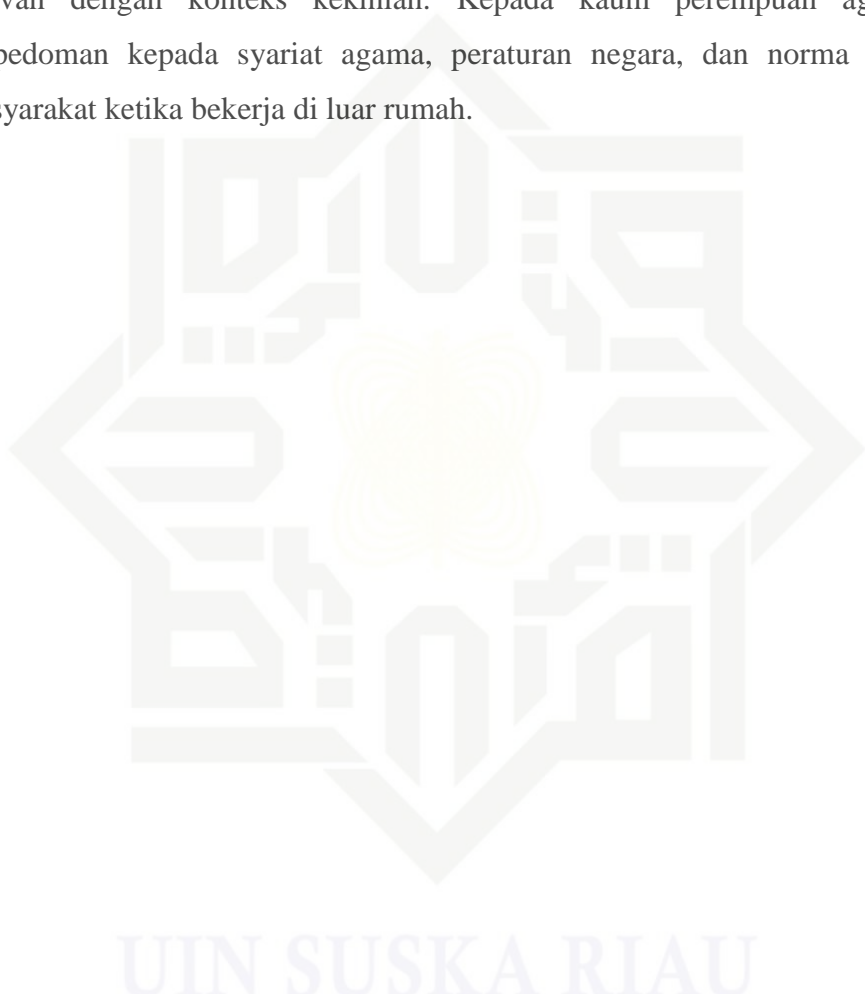 dengan konteks kekinian. Kepada kaum perempuan
pedoman kepada syariat agama, peraturan negara, dan norma
syarakat ketika bekerja di luar rumah.
UIN SUSKA RIAU